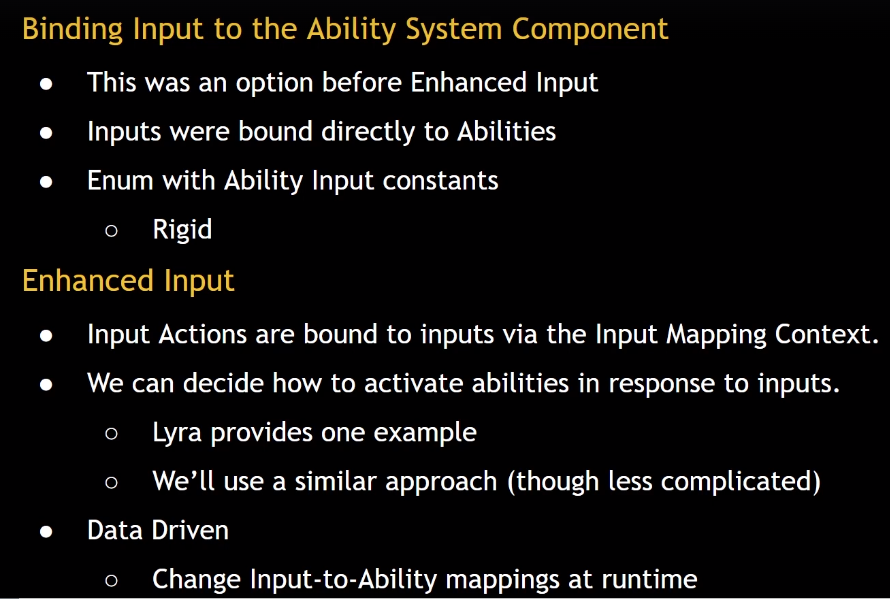 Binding Input to the Ability System Component
● This was an option before Enhanced Input
● Inputs were bound directly to Abilities
● Enum with Ability Input constants
○ Rigid
Enhanced Input
● Input Actions are bound to inputs via the Input Mapping Context.
● We can decide how to activate abilities in response to inputs.
○ Lyra provides one example
○ We’ll use a similar approach (though less complicated)
● Data Driven
○ Change Input-to-Ability mappings at runtime